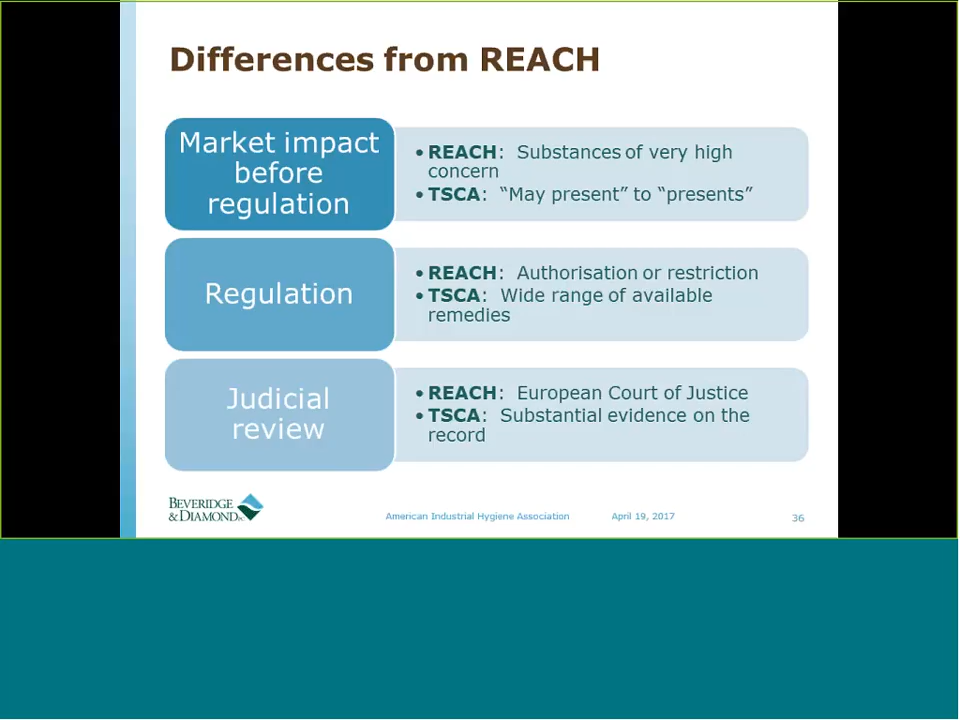 Differences from REACH
Market impact
before
regulation
• REACH: Substances of very high
concern
• TSCA: “May present” to “presents”
Regulation
• REACH: Authorisation or restriction
• TSCA: Wide range of available
remedies
Judicial
review
• REACH: European Court of Justice
• TSCA: Substantial evidence on the
record
BEVERIDGE
& DIAMOND PC
American Industrial Hygiene Association April 19, 2017 36